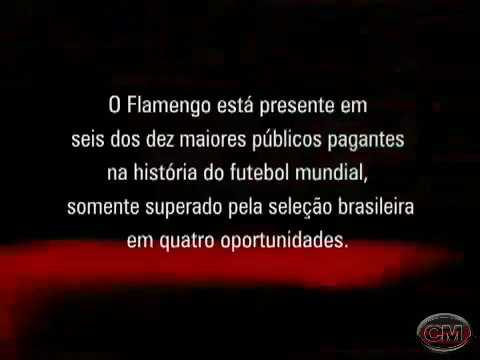 O Flamengo está presente em
seis dos dez maiores públicos pagantes
na história do futebol mundial,
somente superado pela seleção brasileira
em quatro oportunidades.
CM